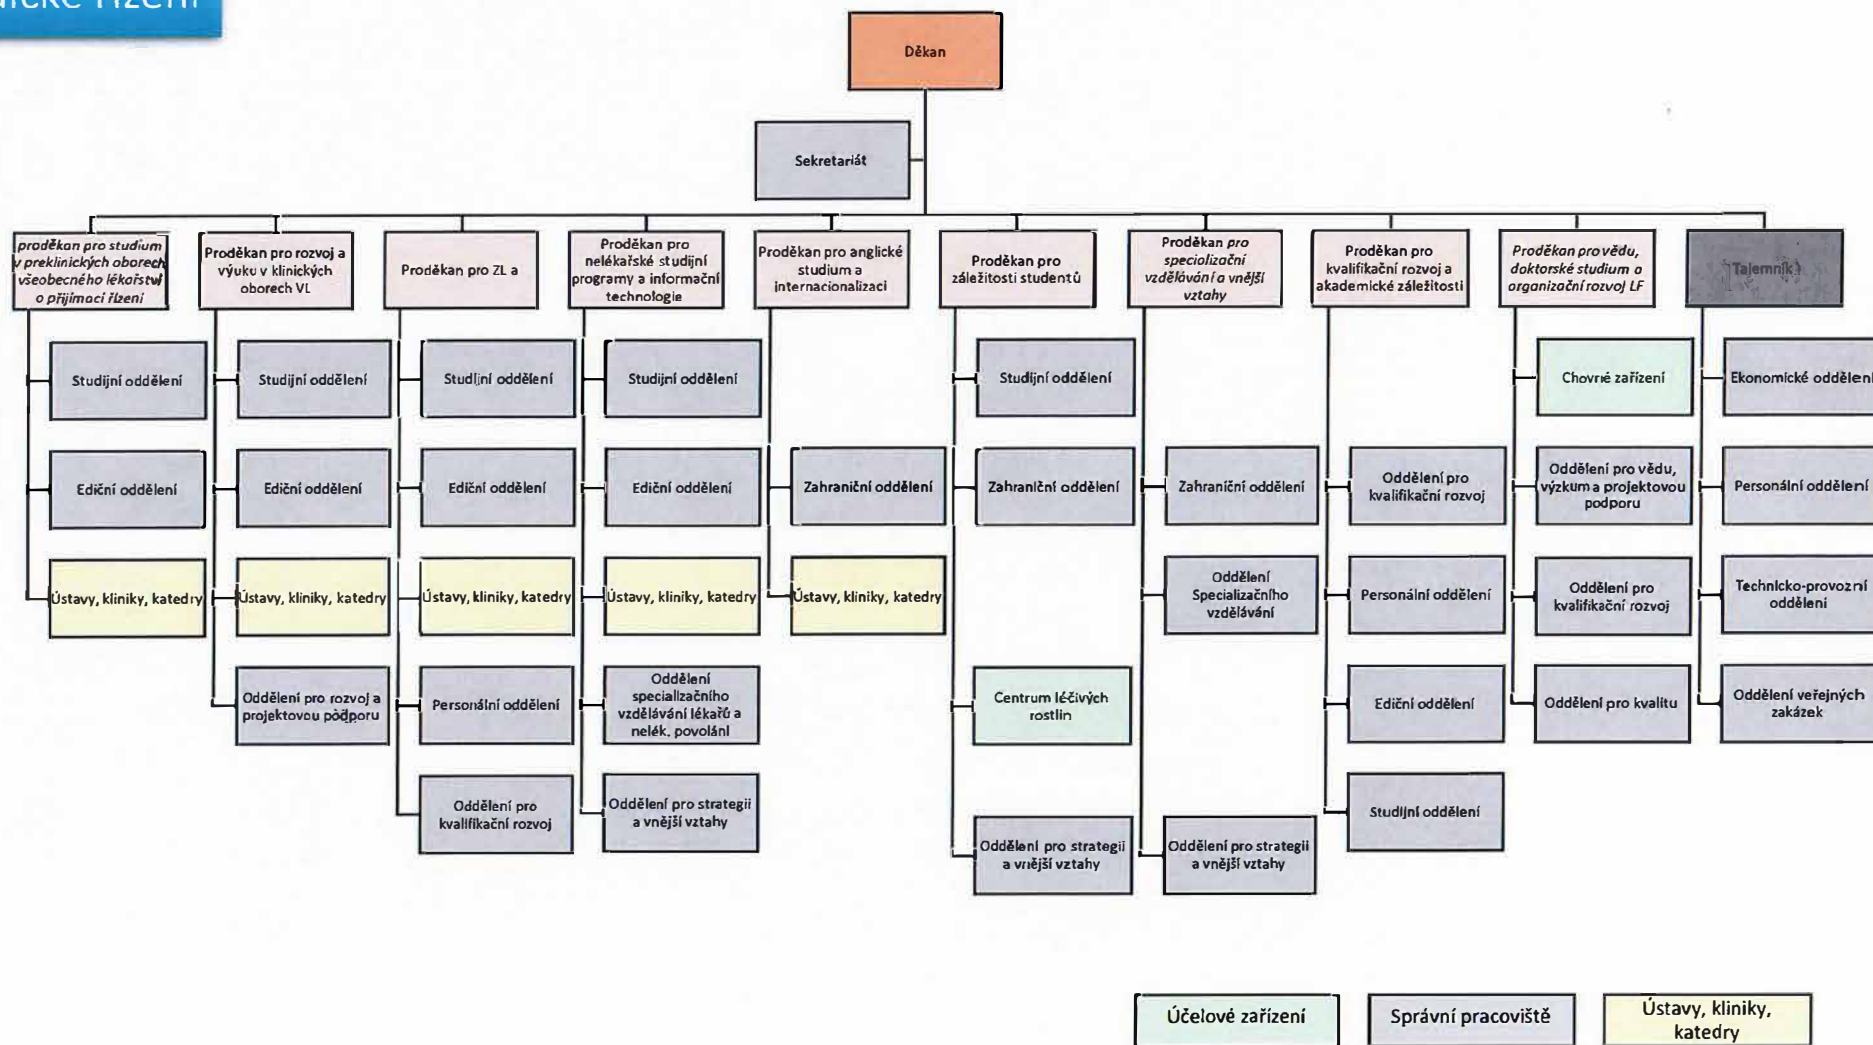 řízení
Děkan
Sekretariát
proděkan pro studium
v preklinických oborech
všeobecného lékařství
o přijímací řízení
Proděkan pro rozvoj a
výuku v klinických
oborech VL
Proděkan pro ZL a
Proděkan pro
nelékařské studijní
programy a informační
technologie
Proděkan pro anglické
studium a
internacionalizaci
Proděkan pro
záležitosti studentů
Proděkan pro
specializační
vzdělávání a vnější
vztahy
Proděkan pro
kvalifikační rozvoj a
akademické záležitosti
Proděkan pro vědu,
doktorské studium a
organizační rozvoj LF
Tajemník
Studijní oddělení
Studijní oddělení
Studijní oddělení
Studijní oddělení
Studijní oddělení
Chovné zařízení
Ekonomické oddělení
Ediční oddělení
Ediční oddělení
Ediční oddělení
Ediční oddělení
Zahraniční oddělení
Zahraniční oddělení
Zahraniční oddělení
Oddělení pro
kvalifikační rozvoj
Oddělení pro vědu,
výzkum a projektovou
podporu
Personální oddělení
Ústavy, kliniky, katedry
Ústavy, kliniky, katedry
Ústavy, kliniky, katedry
Ústavy, kliniky, katedry
Ústavy, kliniky, katedry
Oddělení
Specializačního
vzdělávání
Personální oddělení
Oddělení pro
kvalifikační rozvoj
Technicko-provozní
oddělení
Oddělení pro rozvoj a
projektovou podporu
Personální oddělení
Oddělení
specializačního
vzdělávání lékařů a
nelék. povolání
Centrum léčivých
rostlin
Ediční oddělení
Oddělení pro kvalitu
Oddělení veřejných
zakázek
Oddělení pro
kvalifikační rozvoj
Oddělení pro strategii
a vnější vztahy
Studijní oddělení
Oddělení pro strategii
a vnější vztahy
Oddělení pro strategii
a vnější vztahy
Účelové zařízení
Správní pracoviště
Ústavy, kliniky,
katedry